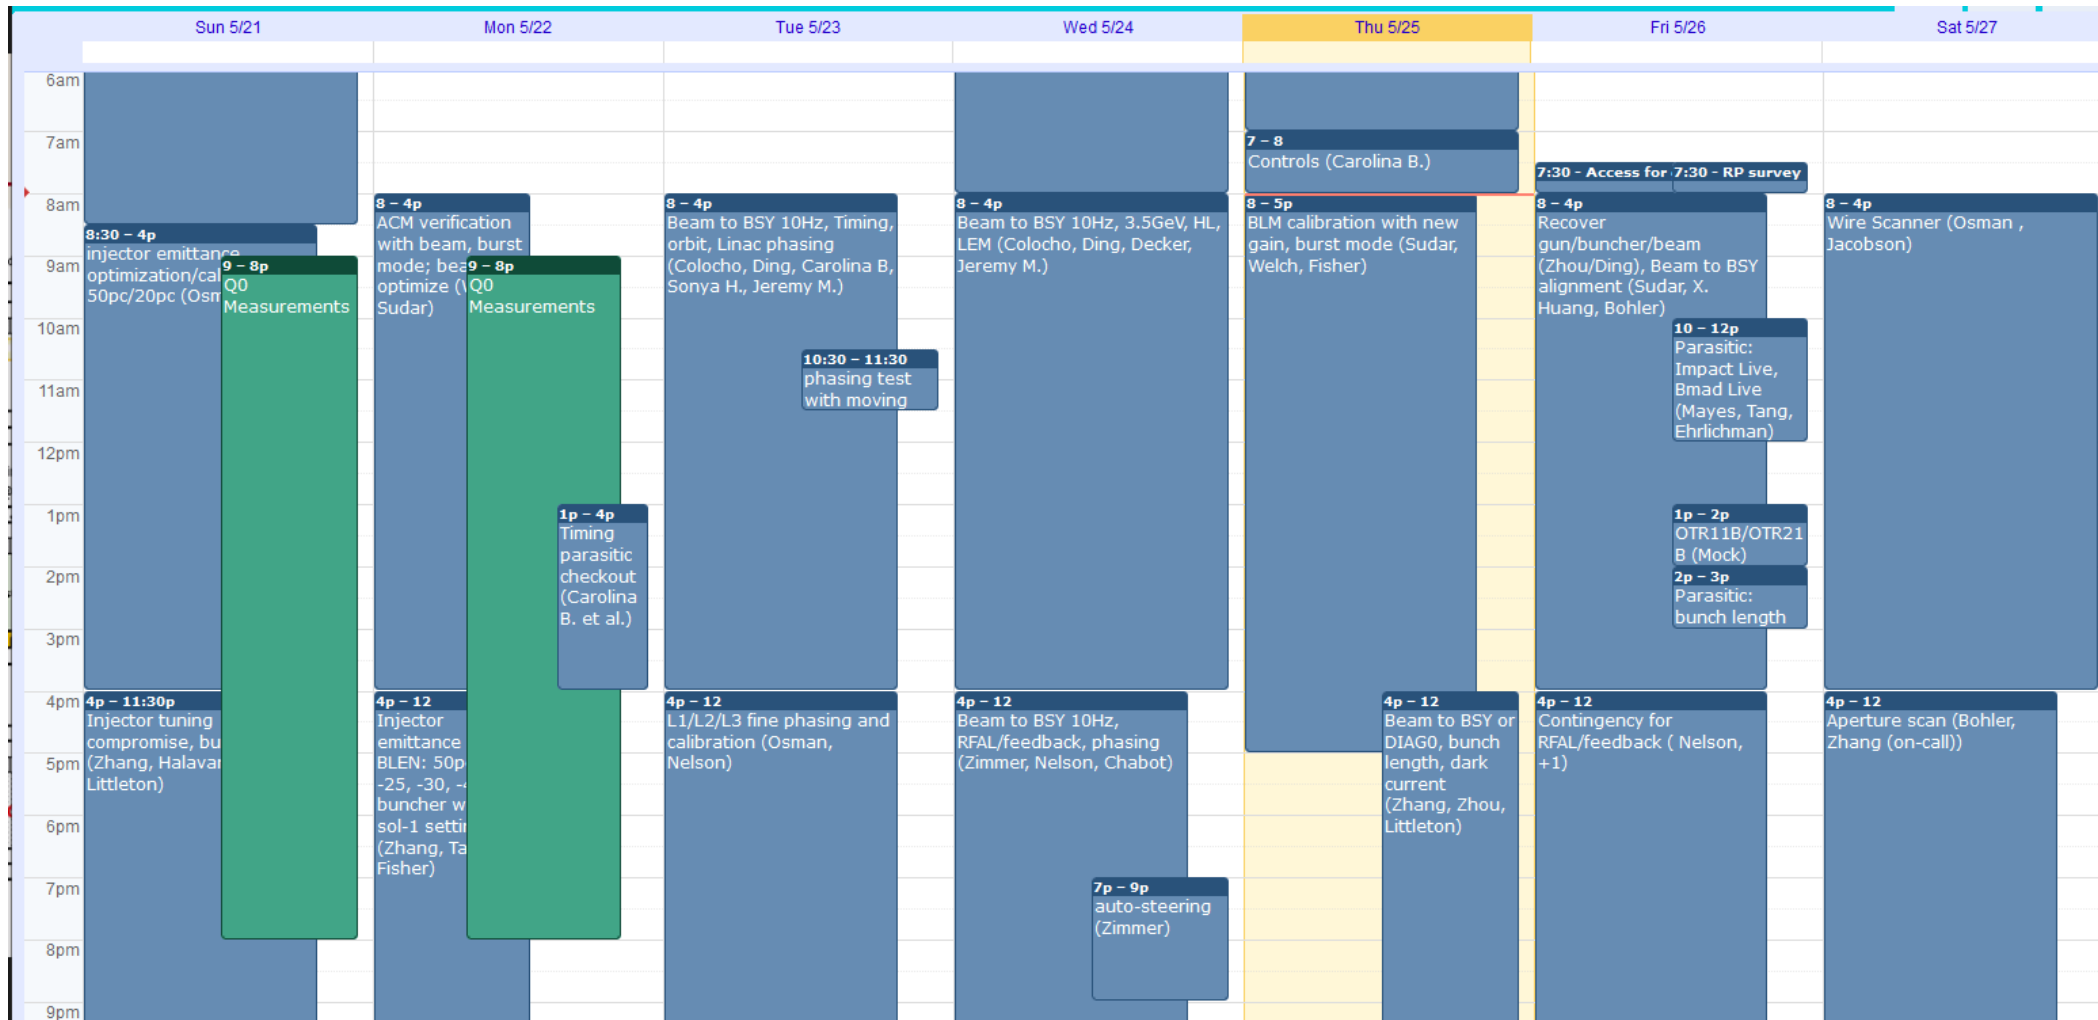 Sun 5/21
Mon 5/22
Tue 5/23
Wed 5/24
Thu 5/25
Fri 5/26
Sat 5/27
6am
7am
8am
9am
10am
11am
12pm
1pm
2pm
3pm
4pm
5pm
6pm
7pm
8pm
9pm
8:30 – 4p
injector emittance
optimization/cal
50pc/20pc (Osm
9 – 8p
Q0
Measurements
4p – 11:30p
Injector tuning
compromise, bu
(Zhang, Halavan
Littleton)
8 – 4p
ACM verification
with beam, burst
mode; bea
optimize (
Sudar)
9 – 8p
Q0
Measurements
1p – 4p
Timing
parasitic
checkout
(Carolina
B. et al.)
4p – 12
Injector
emittance
BLEN: 50p
-25, -30, -4
buncher w
sol-1 settin
(Zhang, Ta
Fisher)
8 – 4p
Beam to BSY 10Hz, Timing,
orbit, Linac phasing
(Colocho, Ding, Carolina B,
Sonya H., Jeremy M.)
10:30 – 11:30
phasing test
with moving
4p – 12
L1/L2/L3 fine phasing and
calibration (Osman,
Nelson)
8 – 4p
Beam to BSY 10Hz, 3.5GeV, HL,
LEM (Colocho, Ding, Decker,
Jeremy M.)
4p – 12
Beam to BSY 10Hz,
RFAL/feedback, phasing
(Zimmer, Nelson, Chabot)
7p – 9p
auto-steering
(Zimmer)
7 – 8
Controls (Carolina B.)
8 – 5p
BLM calibration with new
gain, burst mode (Sudar,
Welch, Fisher)
4p – 12
Beam to BSY or
DIAG0, bunch
length, dark
current
(Zhang, Zhou,
Littleton)
7:30 - Access for
7:30 - RP survey
8 – 4p
Recover
gun/buncher/beam
(Zhou/Ding), Beam to BSY
alignment (Sudar, X.
Huang, Bohler)
10 – 12p
Parasitic:
Impact Live,
Bmad Live
(Mayes, Tang,
Ehrlichman)
1p – 2p
OTR11B/OTR21
B (Mock)
2p – 3p
Parasitic:
bunch length
4p – 12
Contingency for
RFAL/feedback ( Nelson,
+1)
8 – 4p
Wire Scanner (Osman ,
Jacobson)
4p – 12
Aperture scan (Bohler,
Zhang (on-call))